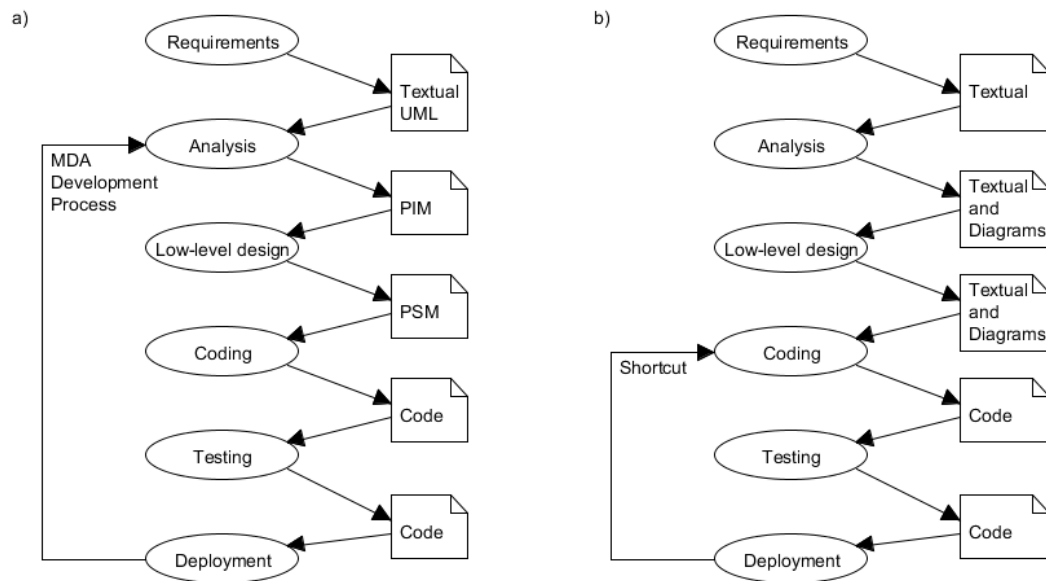 a)
Requirements
Textual
UML
Analysis
MDA
Development
Process
PIM
Low-level design
PSM
Coding
Code
Testing
Code
Deployment
b)
Requirements
Textual
Analysis
Textual
and
Diagrams
Low-level design
Textual
and
Diagrams
Coding
Shortcut
Code
Testing
Code
Deployment